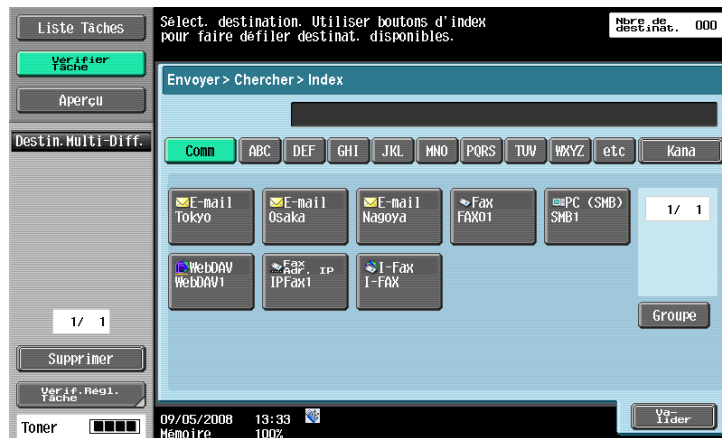 Liste Tâches
Vérifier
Tâche
Aperçu
Destin.Multi-Diff.
1/ 1
Supprimer
Vérif.Régl.
Tâche
Toner
Sélect. destination. Utiliser boutons d'index
pour faire défiler destinat. disponibles.
Nbre de
destinat. 000
Envoyer > Chercher > Index
Comm ABC DEF GHI JKL MNO PQRS TUV WXYZ etc Kana
E-mail
Tokyo
E-mail
Osaka
E-mail
Nagoya
Fax
FAX01
PC (SMB)
SMB1
1/ 1
WebDAV
WebDAV1
Fax
Adr. IP
IPFax1
I-Fax
I-FAX
Groupe
09/05/2008 13:33
Mémoire 100%
Va-
lider